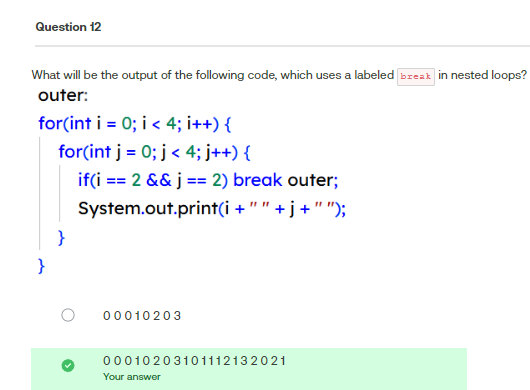 Question 12
What will be the output of the following code, which uses a labeled break in nested loops?
outer:
for(int i = 0; i < 4; i++) {
for(int j = 0; j < 4; j++) {
if(i == 2 && j == 2) break outer;
System.out.print(i + " " + j + " ");
}
}
0 0 0 1 0 2 0 3
0 0 0 1 0 2 0 3 1 0 1 1 1 2 1 3 2 0 2 1
Your answer